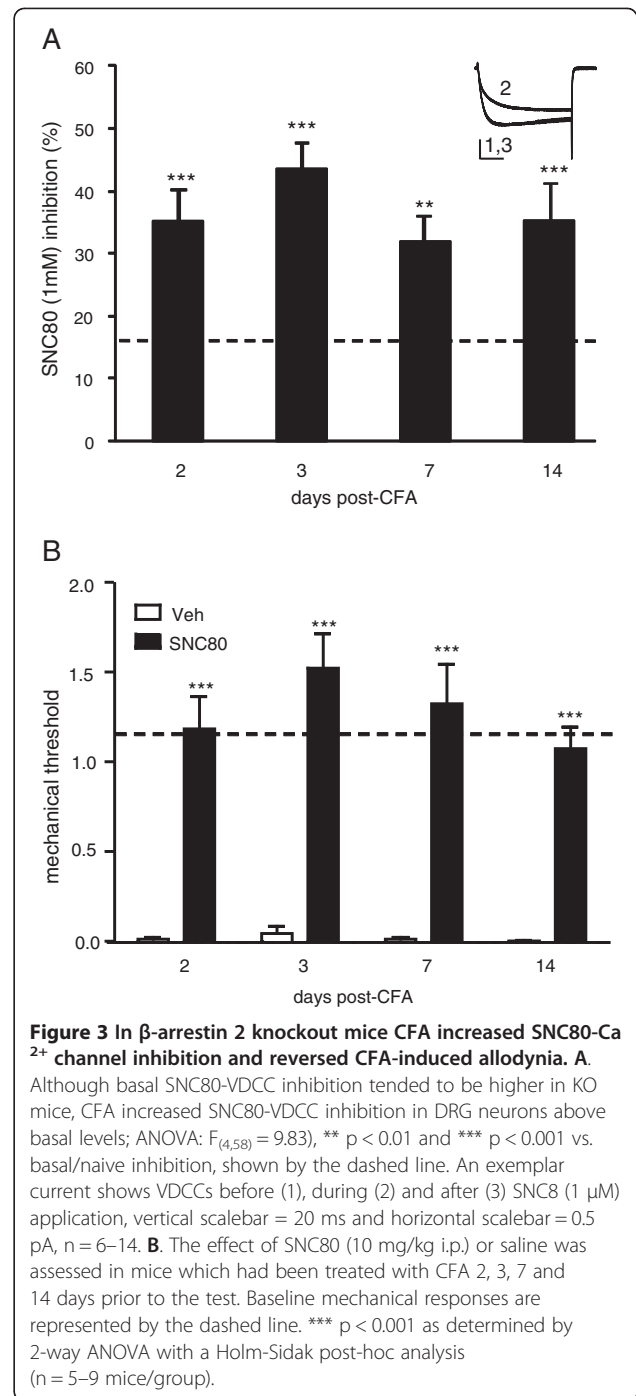 A
60
50
40
30
20
10
0
SNC80 (1mM) inhibition (%)
***
***
**
***
2
1,3
2 3 7 14
days post-CFA
B
2.0
1.5
1.0
0.5
0.0
mechanical threshold
Veh
SNC80
***
***
***
***
2 3 7 14
days post-CFA
Figure 3 In β-arrestin 2 knockout mice CFA increased SNC80-Ca
2+ channel inhibition and reversed CFA-induced allodynia. A.
Although basal SNC80-VDCC inhibition tended to be higher in KO
mice, CFA increased SNC80-VDCC inhibition in DRG neurons above
basal levels; ANOVA: F(4,58) = 9.83), ** p < 0.01 and *** p < 0.001 vs.
basal/naive inhibition, shown by the dashed line. An exemplar
current shows VDCCs before (1), during (2) and after (3) SNC8 (1 μM)
application, vertical scalebar = 20 ms and horizontal scalebar = 0.5
pA, n = 6–14. B. The effect of SNC80 (10 mg/kg i.p.) or saline was
assessed in mice which had been treated with CFA 2, 3, 7 and
14 days prior to the test. Baseline mechanical responses are
represented by the dashed line. *** p < 0.001 as determined by
2-way ANOVA with a Holm-Sidak post-hoc analysis
(n = 5–9 mice/group).